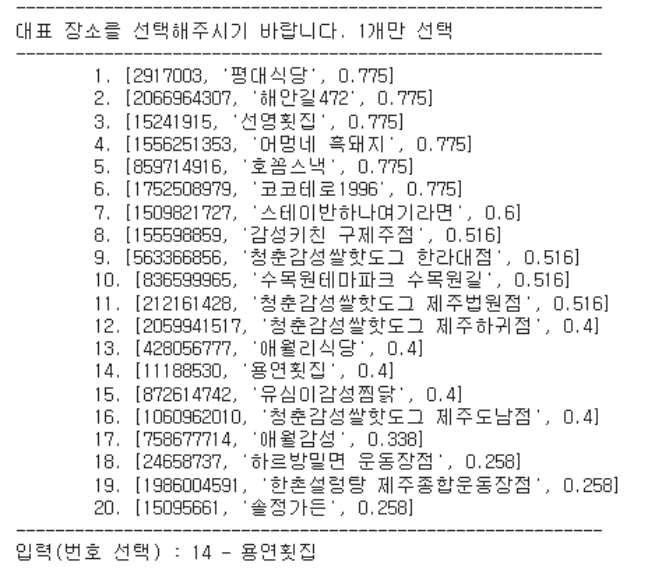 대표 장소를 선택해주시기 바랍니다. 1개만 선택
1. [2917003, '평대식당', 0.775]
2. [2066964307, '해안길472', 0.775]
3. [15241915, '선영횟집', 0.775]
4. [1556251353, '어멍네 흑돼지', 0.775]
5. [859714916, '호꼼스낵', 0.775]
6. [1752508979, '코코테로1996', 0.775]
7. [1509821727, '스테이반하나여기라면', 0.6]
8. [155598859, '감성키친 구제주점', 0.516]
9. [563366856, '청춘감성쌀핫도그 한라대점', 0.516]
10. [836599965, '수목원테마파크 수목원길', 0.516]
11. [212161428, '청춘감성쌀핫도그 제주법원점', 0.516]
12. [2059941517, '청춘감성쌀핫도그 제주하귀점', 0.4]
13. [428056777, '애월리식당', 0.4]
14. [11188530, '용연횟집', 0.4]
15. [872614742, '유심이감성찜닭', 0.4]
16. [1060962010, '청춘감성쌀핫도그 제주도남점', 0.4]
17. [758677714, '애월감성', 0.338]
18. [24658737, '하르방밀면 운동장점', 0.258]
19. [1986004591, '한촌설렁탕 제주종합운동장점', 0.258]
20. [15095661, '솔정가든', 0.258]
입력(번호 선택) : 14 - 용연횟집